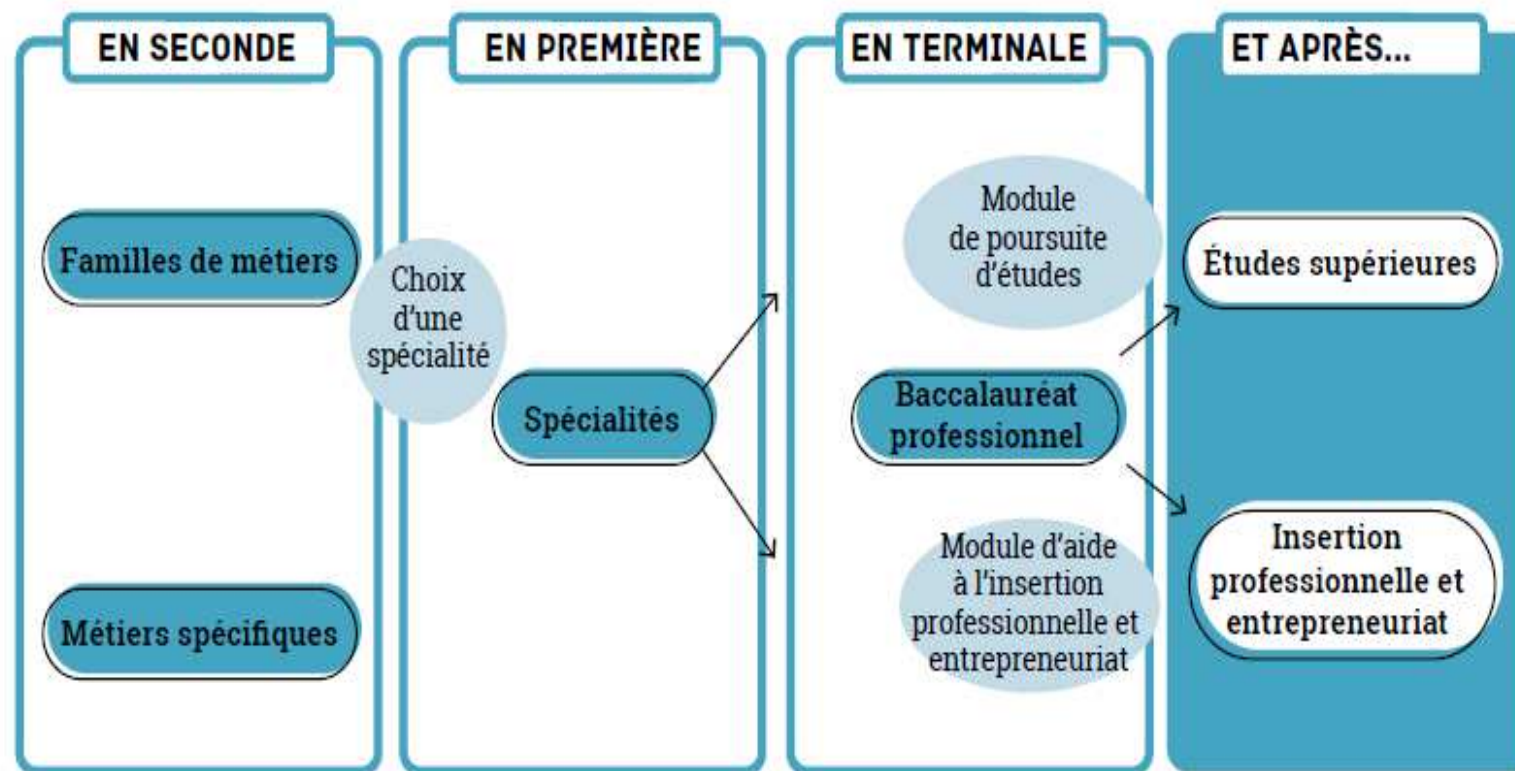 EN SECONDE
EN PREMIÈRE
EN TERMINALE
ET APRÈS...
Familles de métiers
Métiers spécifiques
Choix
d'une
spécialité
Spécialités
Module
de poursuite
d'études
Baccalauréat
professionnel
Module d'aide
à l'insertion
professionnelle et
entrepreneuriat
Études supérieures
Insertion
professionnelle et
entrepreneuriat